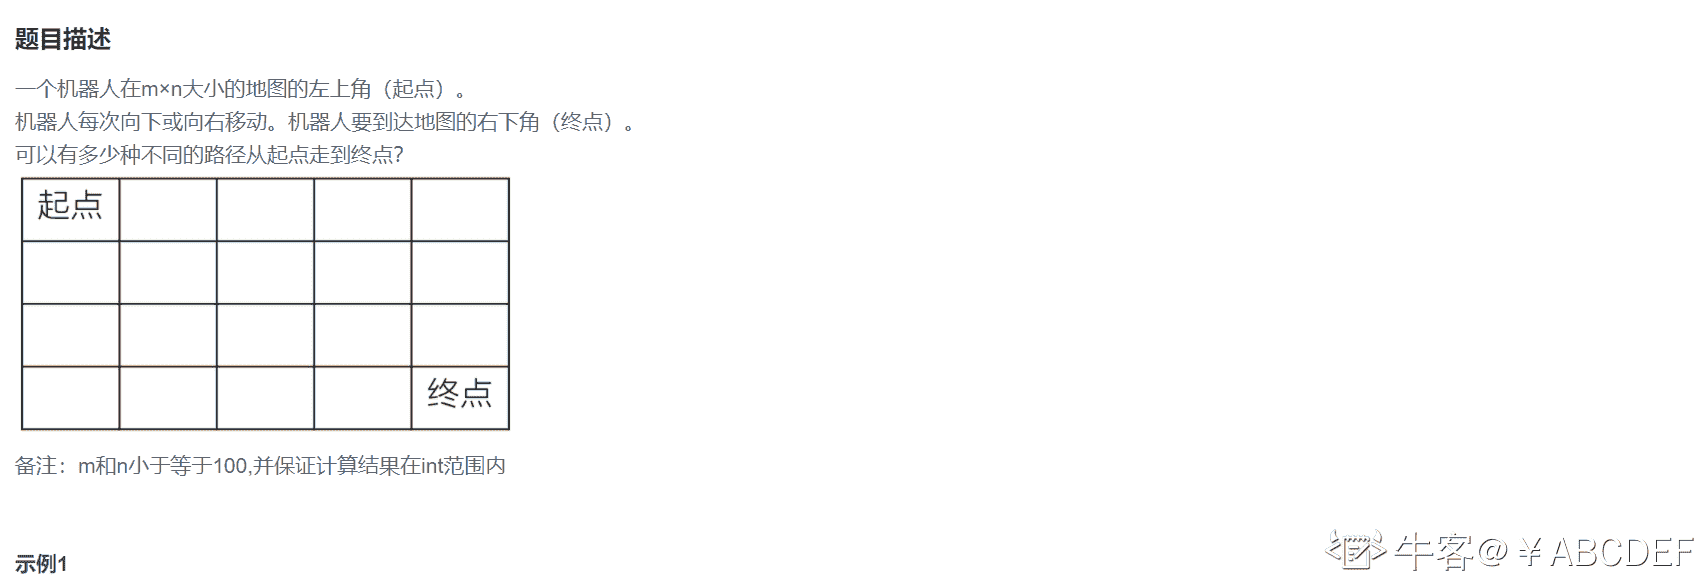 题目描述
一个机器人在m×n大小的地图的左上角（起点）。
机器人每次向下或向右移动。机器人要到达地图的右下角（终点）。
可以有多少种不同的路径从起点走到终点?
起点
终点
备注：m和n小于等于100,并保证计算结果在int范围内
示例1
牛客@￥ABCDEF